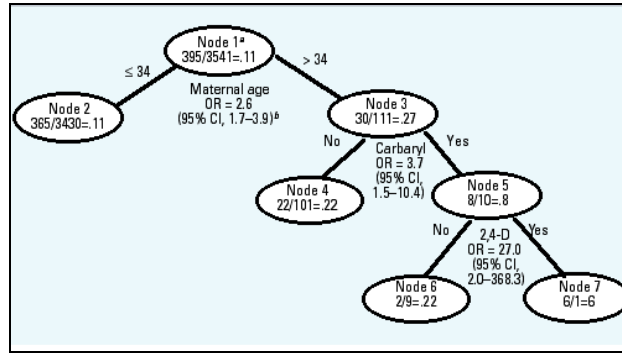 Node 1a
395/3541=.11
≤ 34
> 34
Maternal age
OR = 2.6
(95% CI, 1.7–3.9)b
Node 2
365/3430=.11
Node 3
30/111=.27
No
Yes
Carbaryl
OR = 3.7
(95% CI,
1.5–10.4)
Node 4
22/101=.22
Node 5
8/10=.8
No
Yes
2,4-D
OR = 27.0
(95% CI,
2.0–368.3)
Node 6
2/9=.22
Node 7
6/1=6